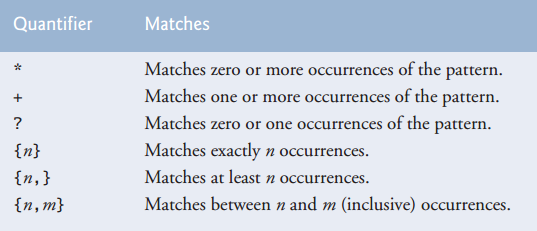 Quantifier Matches
* Matches zero or more occurrences of the pattern.
+ Matches one or more occurrences of the pattern.
? Matches zero or one occurrences of the pattern.
{n} Matches exactly n occurrences.
{n,} Matches at least n occurrences.
{n,m} Matches between n and m (inclusive) occurrences.